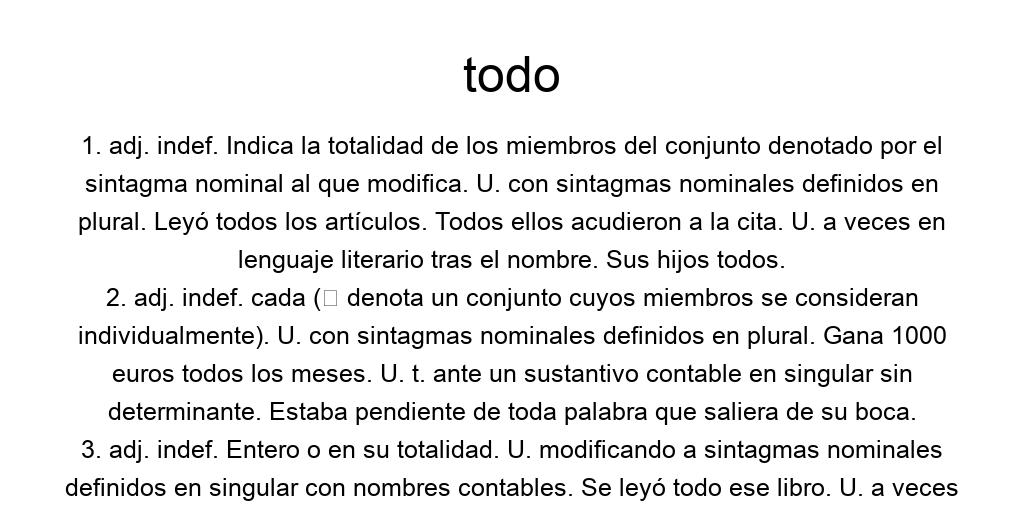 todo
1. adj. indef. Indica la totalidad de los miembros del conjunto denotado por el
sintagma nominal al que modifica. U. con sintagmas nominales definidos en
plural. Leyó todos los artículos. Todos ellos acudieron a la cita. U. a veces en
lenguaje literario tras el nombre. Sus hijos todos.
2. adj. indef. cada (▯ denota un conjunto cuyos miembros se consideran
individualmente). U. con sintagmas nominales definidos en plural. Gana 1000
euros todos los meses. U. t. ante un sustantivo contable en singular sin
determinante. Estaba pendiente de toda palabra que saliera de su boca.
3. adj. indef. Entero o en su totalidad. U. modificando a sintagmas nominales
definidos en singular con nombres contables. Se leyó todo ese libro. U. a veces